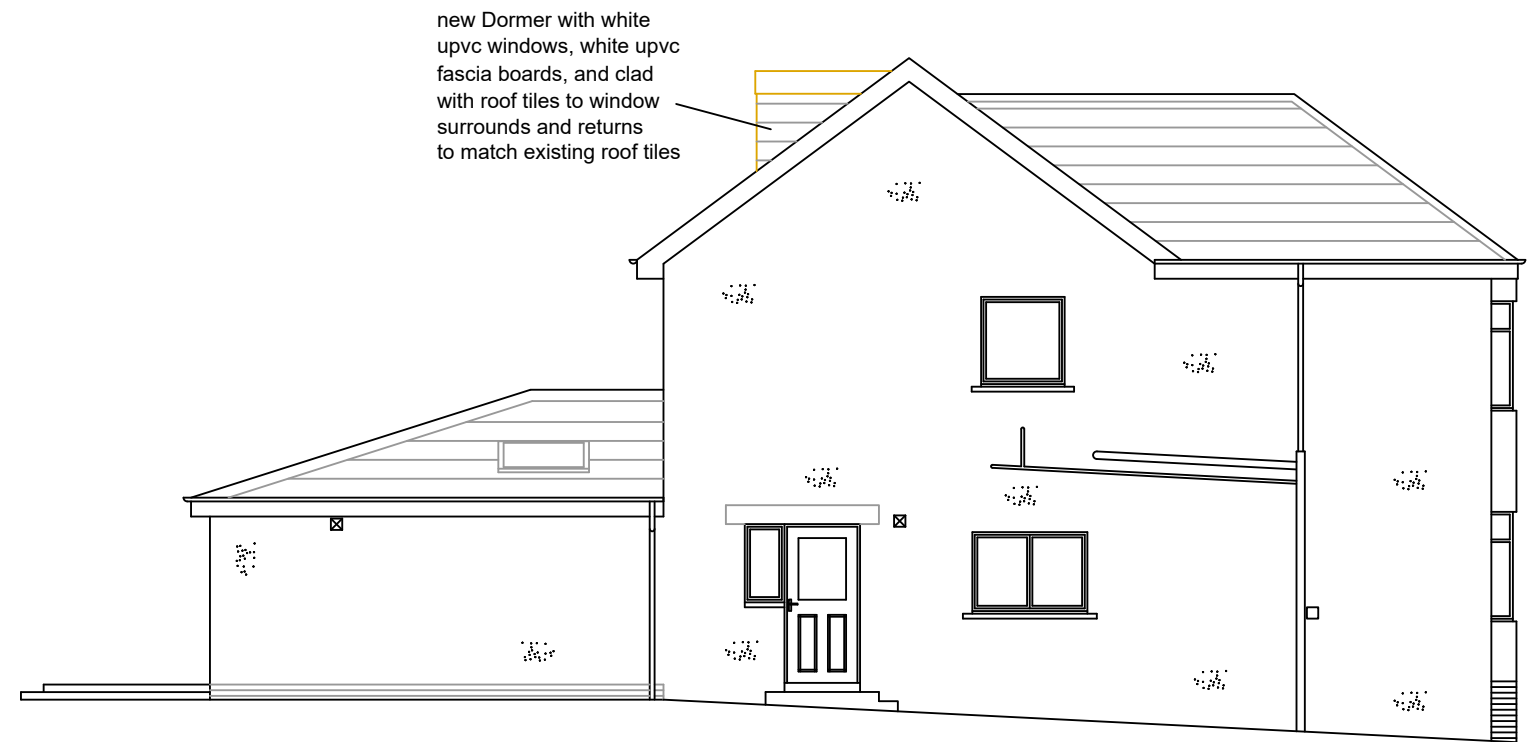 new Dormer with white
upvc windows, white upvc
fascia boards, and clad
with roof tiles to window
surrounds and returns
to match existing roof tiles